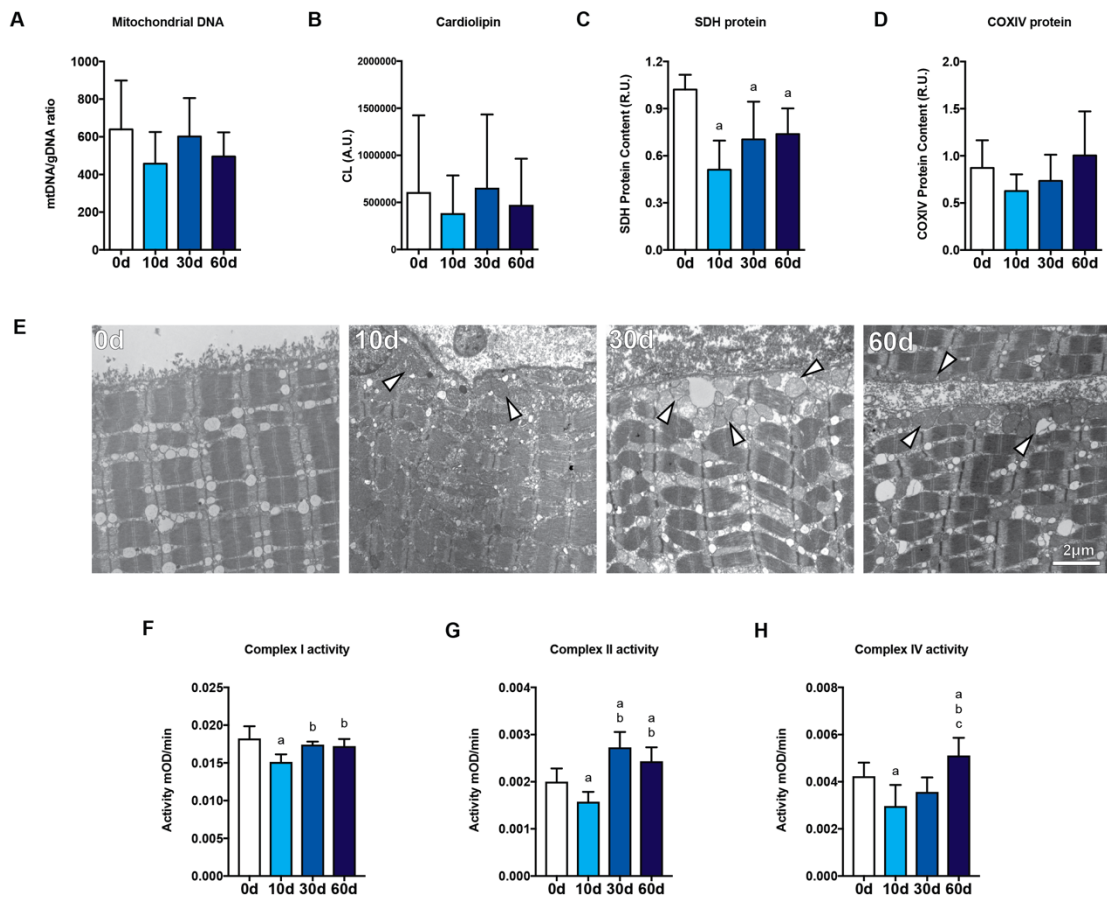 A
Mitochondrial DNA
mtDNA/gDNA ratio
1000
800
600
400
200
0
0d 10d 30d 60d
B
Cardiolipin
CL (A.U.)
2000000
1500000
1000000
500000
0
0d 10d 30d 60d
C
SDH protein
SDH Protein Content (R.U.)
1.2
0.9
0.6
0.3
0.0
a
a
a
0d 10d 30d 60d
D
COXIV protein
COXIV Protein Content (R.U.)
2.0
1.5
1.0
0.5
0.0
0d 10d 30d 60d
E
0d
10d
30d
60d
2µm
F
Complex I activity
Activity mOD/min
0.025
0.020
0.015
0.010
0.005
0.000
a
b
b
0d 10d 30d 60d
G
Complex II activity
Activity mOD/min
0.004
0.003
0.002
0.001
0.000
a
a
b
a
b
0d 10d 30d 60d
H
Complex IV activity
Activity mOD/min
0.008
0.006
0.004
0.002
0.000
a
a
b
c
0d 10d 30d 60d